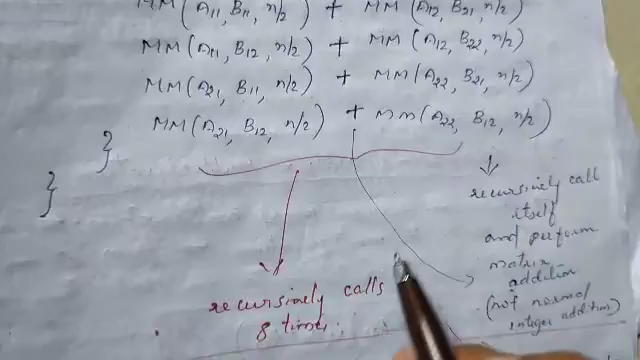 MM(A11, B11, n/2) + MM(A12, B21, n/2)
MM(A11, B12, n/2) + MM(A12, B22, n/2)
MM(A21, B11, n/2) + MM(A22, B21, n/2)
MM(A21, B12, n/2) + MM(A22, B12, n/2)
}
}
recursively calls
8 times
recursively call
itself
and perform
matrix
addition
(not normal
integer addition)